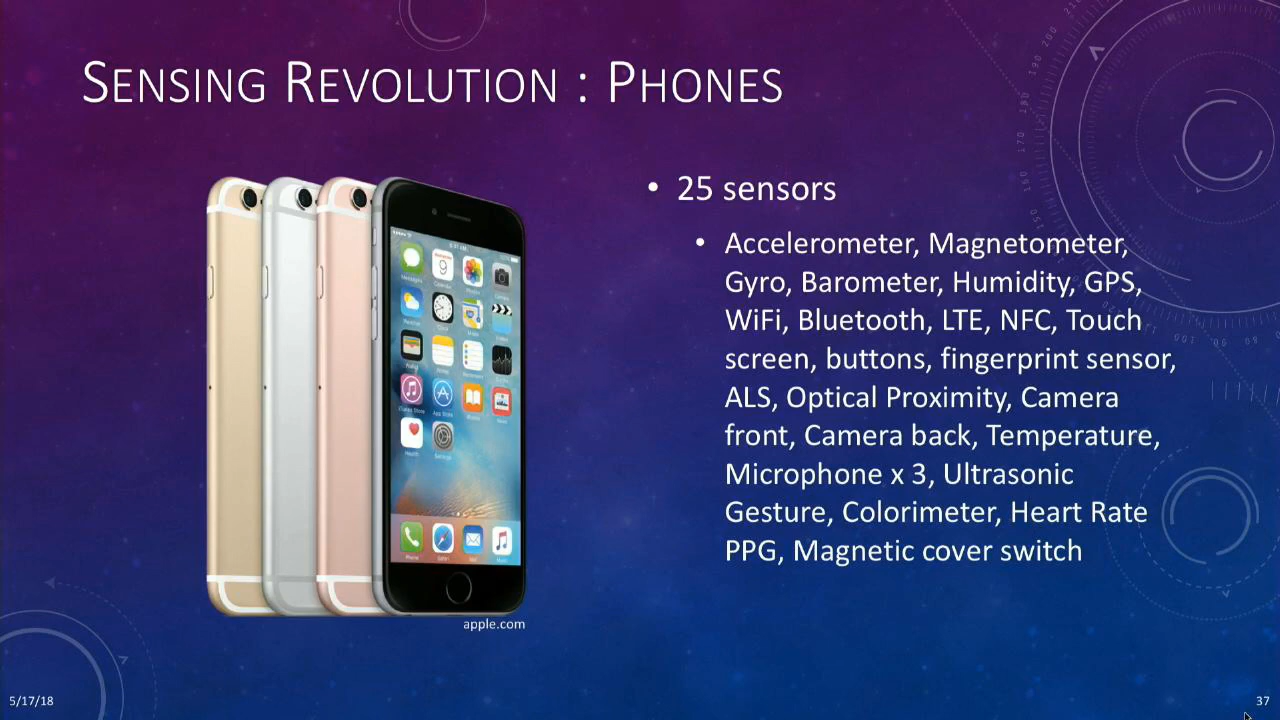 SENSING REVOLUTION : PHONES
• 25 sensors
• Accelerometer, Magnetometer,
Gyro, Barometer, Humidity, GPS,
WiFi, Bluetooth, LTE, NFC, Touch
screen, buttons, fingerprint sensor,
ALS, Optical Proximity, Camera
front, Camera back, Temperature,
Microphone x 3, Ultrasonic
Gesture, Colorimeter, Heart Rate
PPG, Magnetic cover switch
apple.com
5/17/18
37